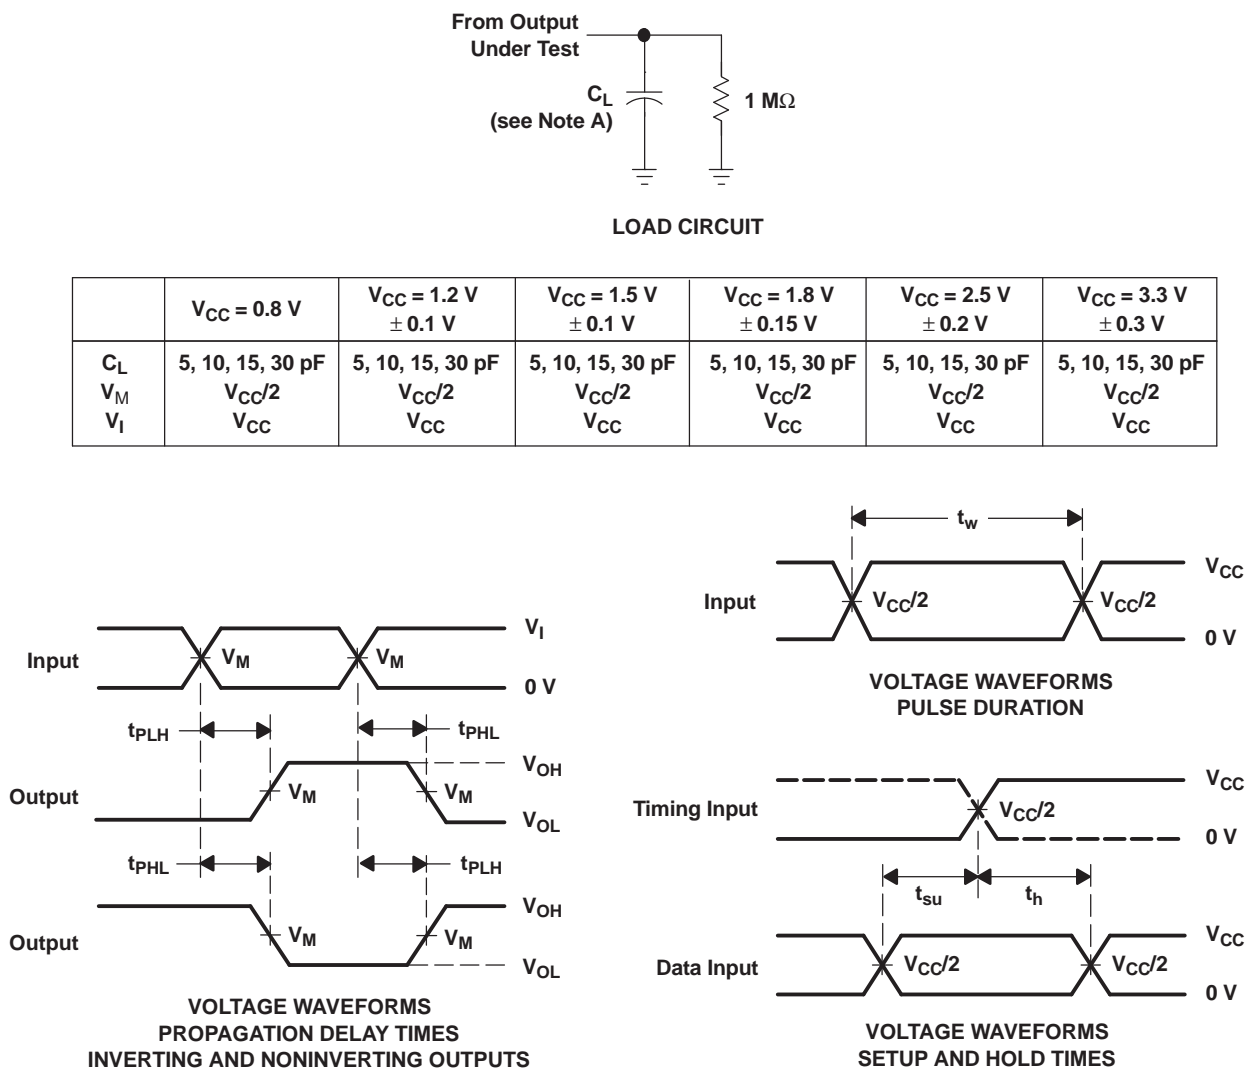 From Output
Under Test
CL
(see Note A)
1 MΩ
LOAD CIRCUIT
VCC = 0.8 V
VCC = 1.2 V
± 0.1 V
VCC = 1.5 V
± 0.1 V
VCC = 1.8 V
± 0.15 V
VCC = 2.5 V
± 0.2 V
VCC = 3.3 V
± 0.3 V
CL 5, 10, 15, 30 pF 5, 10, 15, 30 pF 5, 10, 15, 30 pF 5, 10, 15, 30 pF 5, 10, 15, 30 pF 5, 10, 15, 30 pF
VM VCC/2 VCC/2 VCC/2 VCC/2 VCC/2 VCC/2
VI VCC VCC VCC VCC VCC VCC
Input
VM
VM
VI
0 V
tPLH
tPHL
Output
VM
VM
VOH
VOL
tPHL
tPLH
Output
VM
VM
VOH
VOL
VOLTAGE WAVEFORMS
PROPAGATION DELAY TIMES
INVERTING AND NONINVERTING OUTPUTS
tw
Input
VCC/2
VCC/2
VCC
0 V
VOLTAGE WAVEFORMS
PULSE DURATION
Timing Input
VCC/2
VCC
0 V
tsu
th
Data Input
VCC/2
VCC/2
VCC
0 V
VOLTAGE WAVEFORMS
SETUP AND HOLD TIMES